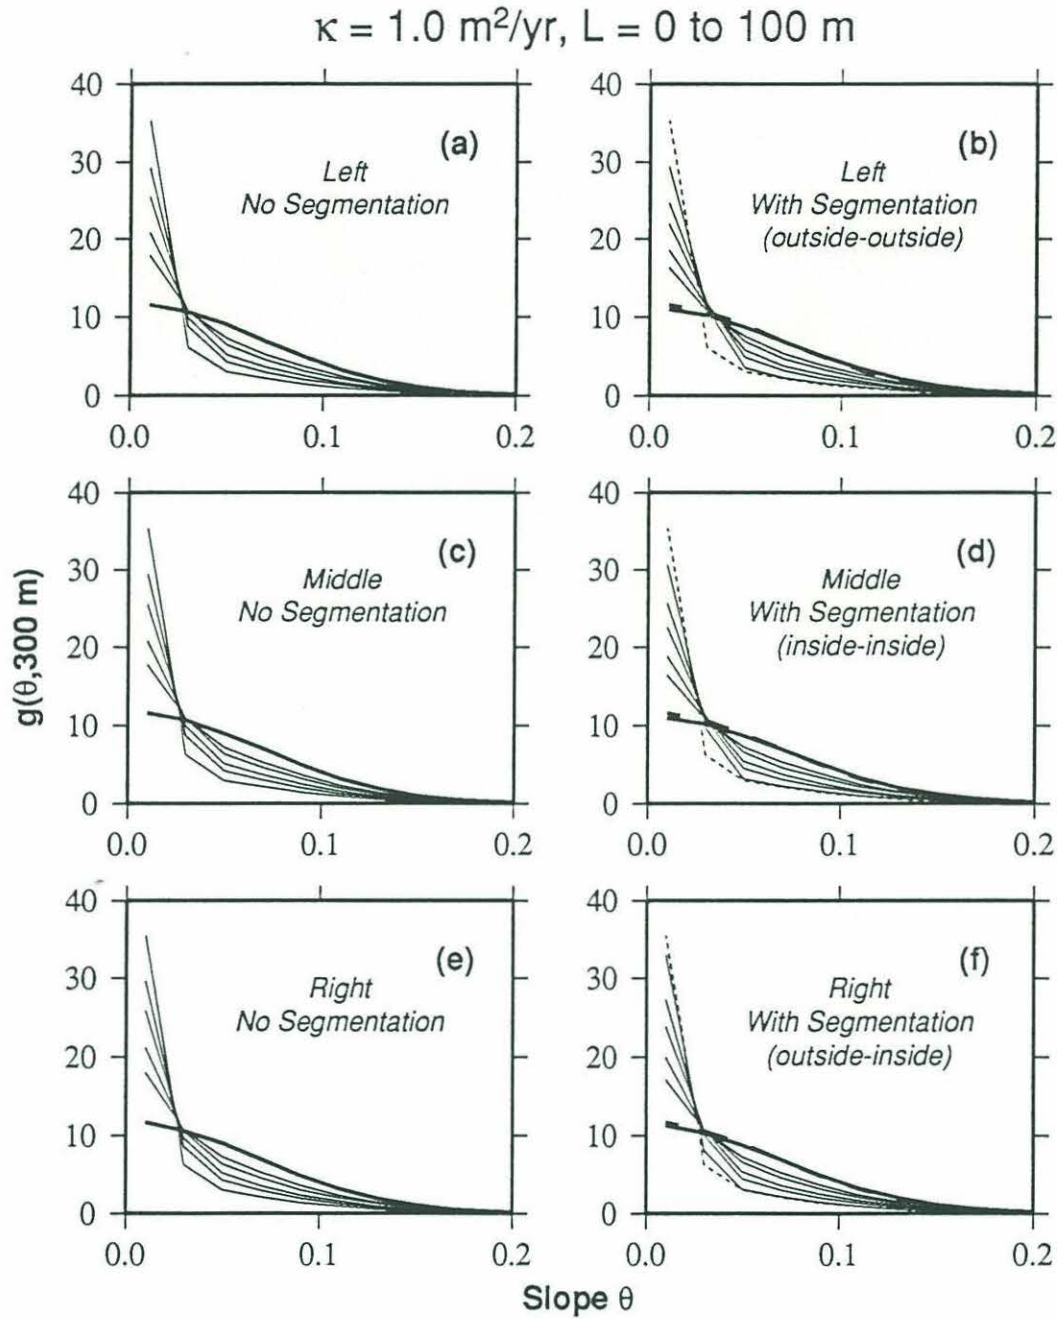 κ = 1.0 m²/yr, L = 0 to 100 m
40
30
20
10
0
0.0 0.1 0.2
(a)
Left
No Segmentation
40
30
20
10
0
0.0 0.1 0.2
(b)
Left
With Segmentation
(outside-outside)
g(θ,300 m)
40
30
20
10
0
0.0 0.1 0.2
(c)
Middle
No Segmentation
40
30
20
10
0
0.0 0.1 0.2
(d)
Middle
With Segmentation
(inside-inside)
40
30
20
10
0
0.0 0.1 0.2
(e)
Right
No Segmentation
40
30
20
10
0
0.0 0.1 0.2
(f)
Right
With Segmentation
(outside-inside)
Slope θ